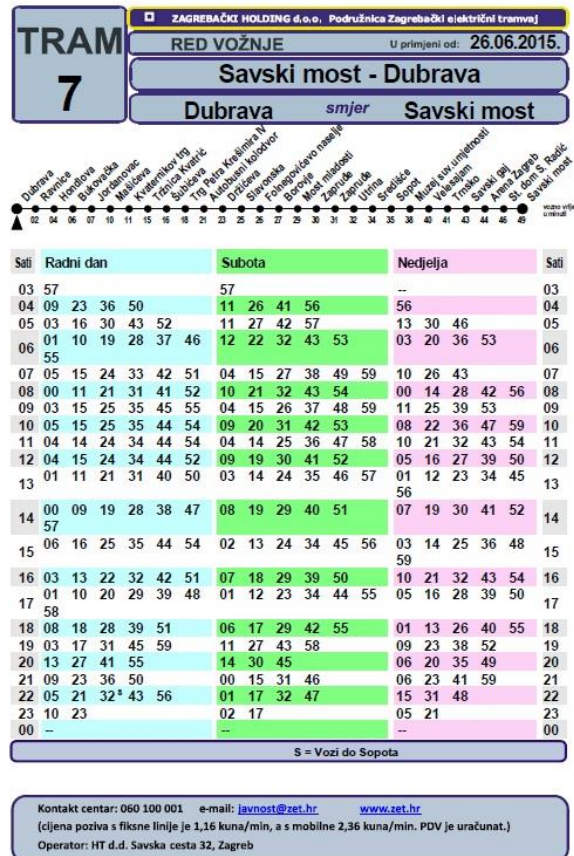 TRAM
7
ZAGREBAČKI HOLDING d.o.o. Podružnica Zagrebački električni tramvaj
RED VOŽNJE U primjeni od: 26.06.2015.
Savski most - Dubrava
Dubrava smjer Savski most
Dubrava
Ravnice
Hondlova
Bukovačka
Jordanovac
Mašićeva
Kvaternikov trg
Tržnica Kvatrić
Šubićeva
Trg Petra Krešimira IV
Autobusni kolodvor
Držićeva
Slavonska
Folnegovićevo naselje
Borovje
Most mladosti
Zapruđe
Zapruđe
Utrina
Središće
Sopot
Muzej suv.umjetnosti
Velesajam
Trnsko
Savski gaj
Arena Zagreb
St. dom S. Radić
Savski most
02 04 06 07 10 11 15 16 18 21 23 25 26 27 29 30 31 32 34 35 38 40 41 43 44 46 49
u minuti
Sati Radni dan Subota Nedjelja Sati
03 57 57 -- 03
04 09 23 36 50 11 26 41 56 56 04
05 03 16 30 43 52 11 27 42 57 13 30 46 05
06 01 10 19 28 37 46 12 22 32 43 53 03 20 36 53 06
55
07 05 15 24 33 42 51 04 15 27 38 49 59 10 26 43 07
08 00 11 21 31 41 52 10 21 32 43 54 00 14 28 42 56 08
09 03 15 25 35 45 55 04 15 26 37 48 59 11 25 39 53 09
10 05 15 25 35 44 54 09 20 31 42 53 08 22 36 47 59 10
11 04 14 24 34 44 54 04 14 25 36 47 58 10 21 32 43 54 11
12 04 15 24 34 44 52 09 19 30 41 52 05 16 27 39 50 12
13 01 11 21 31 40 50 03 14 24 35 46 57 01 12 23 34 45 13
56
14 00 09 19 28 38 47 08 19 29 40 51 07 19 30 41 52 14
57
15 06 16 25 35 44 54 02 13 24 34 45 56 03 14 25 36 48 15
59
16 03 13 22 32 42 51 07 18 29 39 50 10 21 32 43 54 16
17 01 10 20 29 39 48 01 12 23 34 44 55 05 16 28 39 50 17
58
18 08 18 28 39 51 06 17 29 42 55 01 13 26 40 55 18
19 03 17 31 45 59 11 27 43 58 09 23 38 52 19
20 13 27 41 55 14 30 45 06 20 35 49 20
21 09 23 36 50 00 15 31 46 06 23 41 59 21
22 05 21 32ˢ 43 56 01 17 32 47 15 31 48 22
23 10 23 02 17 05 21 23
00 -- -- -- 00
S = Vozi do Sopota
Kontakt centar: 060 100 001 e-mail: javnost@zet.hr www.zet.hr
(cijena poziva s fiksne linije je 1,16 kuna/min, a s mobilne 2,36 kuna/min. PDV je uračunat.)
Operator: HT d.d. Savska cesta 32, Zagreb